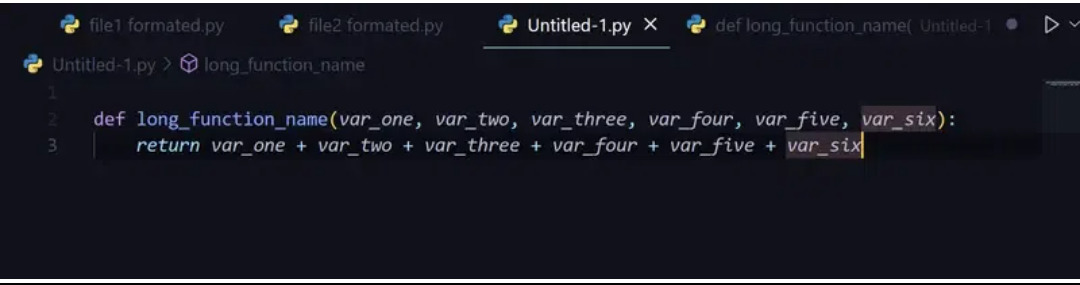 file1 formated.py file2 formated.py Untitled-1.py × def long_function_name( Untitled-1
Untitled-1.py > long_function_name
1
2 def long_function_name(var_one, var_two, var_three, var_four, var_five, var_six):
3 return var_one + var_two + var_three + var_four + var_five + var_six